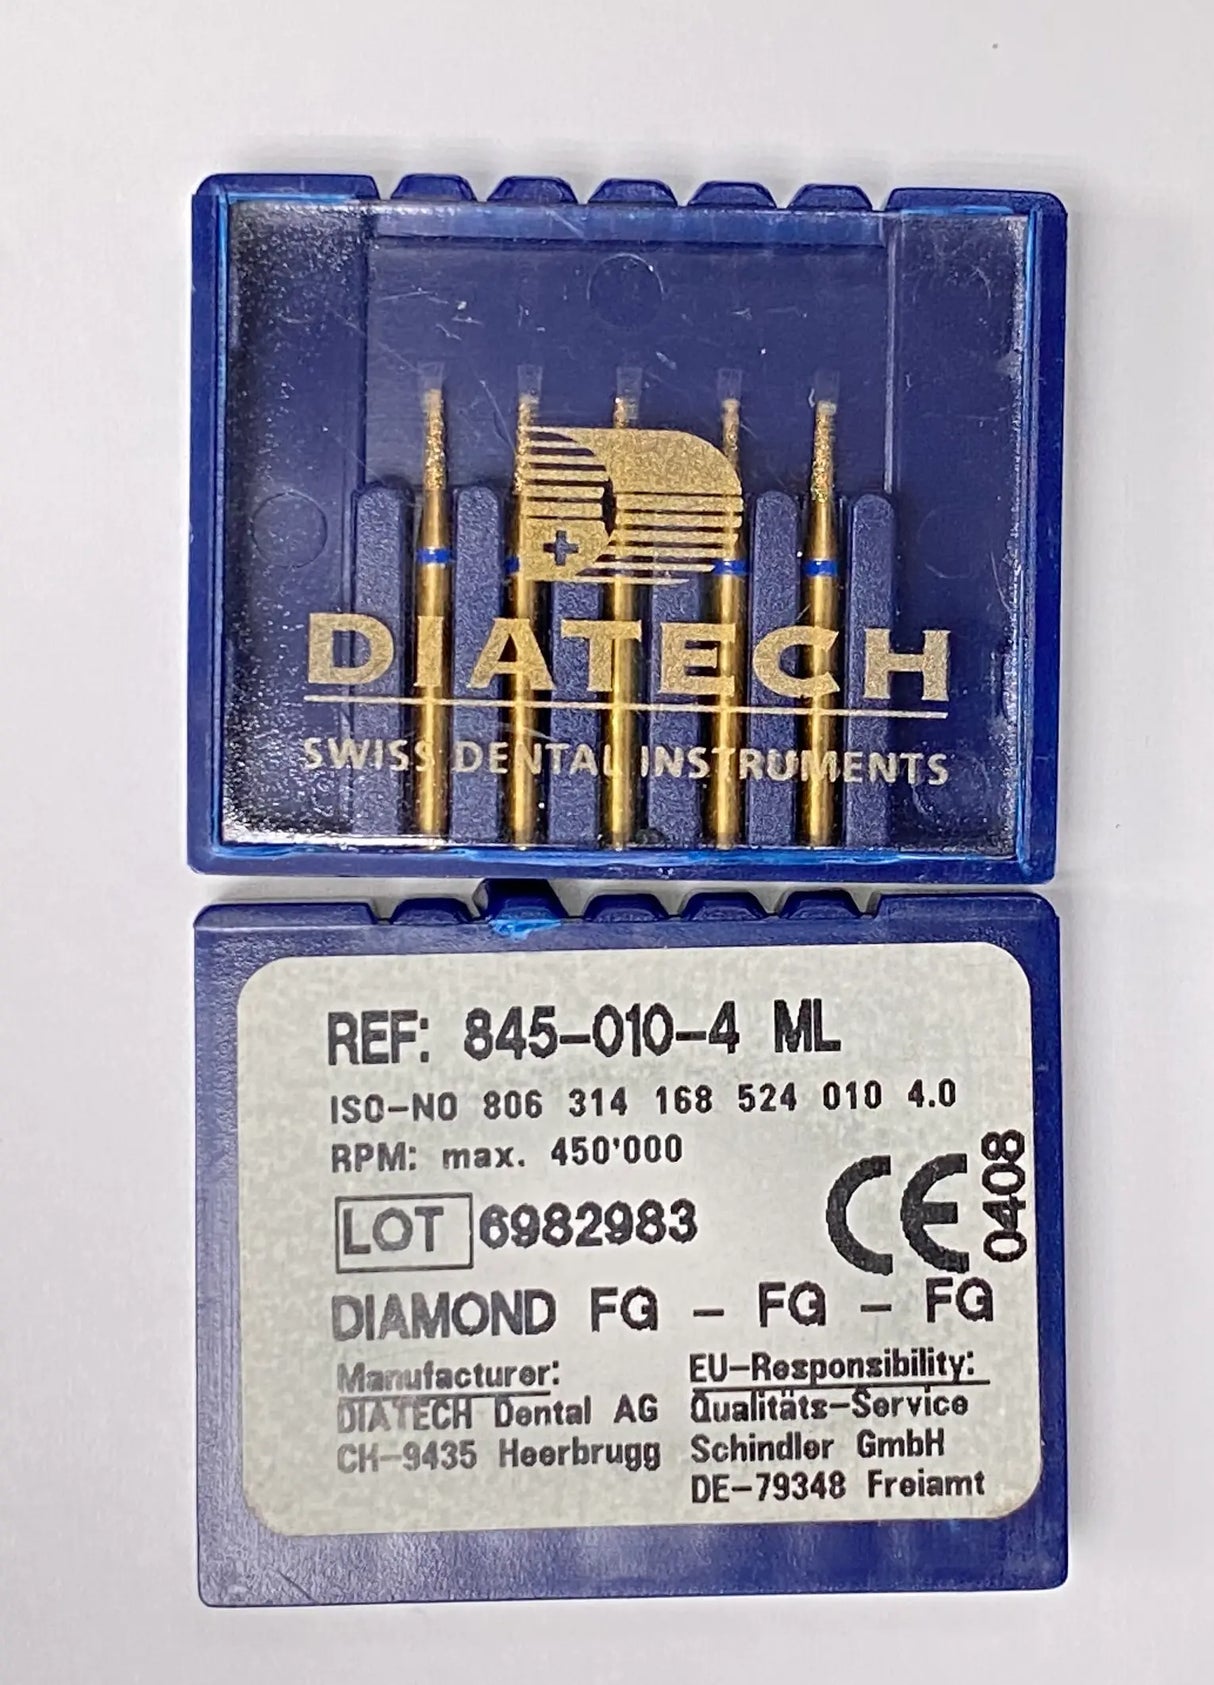 DIATECH
SWISS DENTAL INSTRUMENTS
REF: 845-010-4 ML
ISO-NO 806 314 168 524 010 4.0
RPM: max. 450'000
LOT 6982983
CE 0408
DIAMOND FG - FG - FG
Manufacturer:
DIATECH Dental AG
CH-9435 Heerbrugg
EU-Responsibility:
Qualitäts-Service
Schindler GmbH
DE-79348 Freiamt